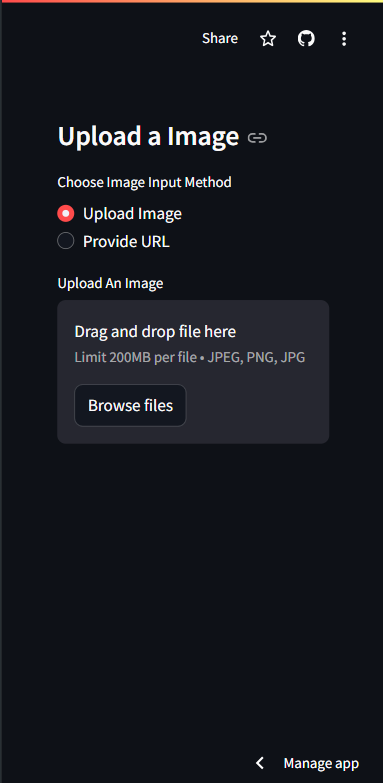 Share
Upload a Image
Choose Image Input Method
Upload Image
Provide URL
Upload An Image
Drag and drop file here
Limit 200MB per file • JPEG, PNG, JPG
Browse files
Manage app